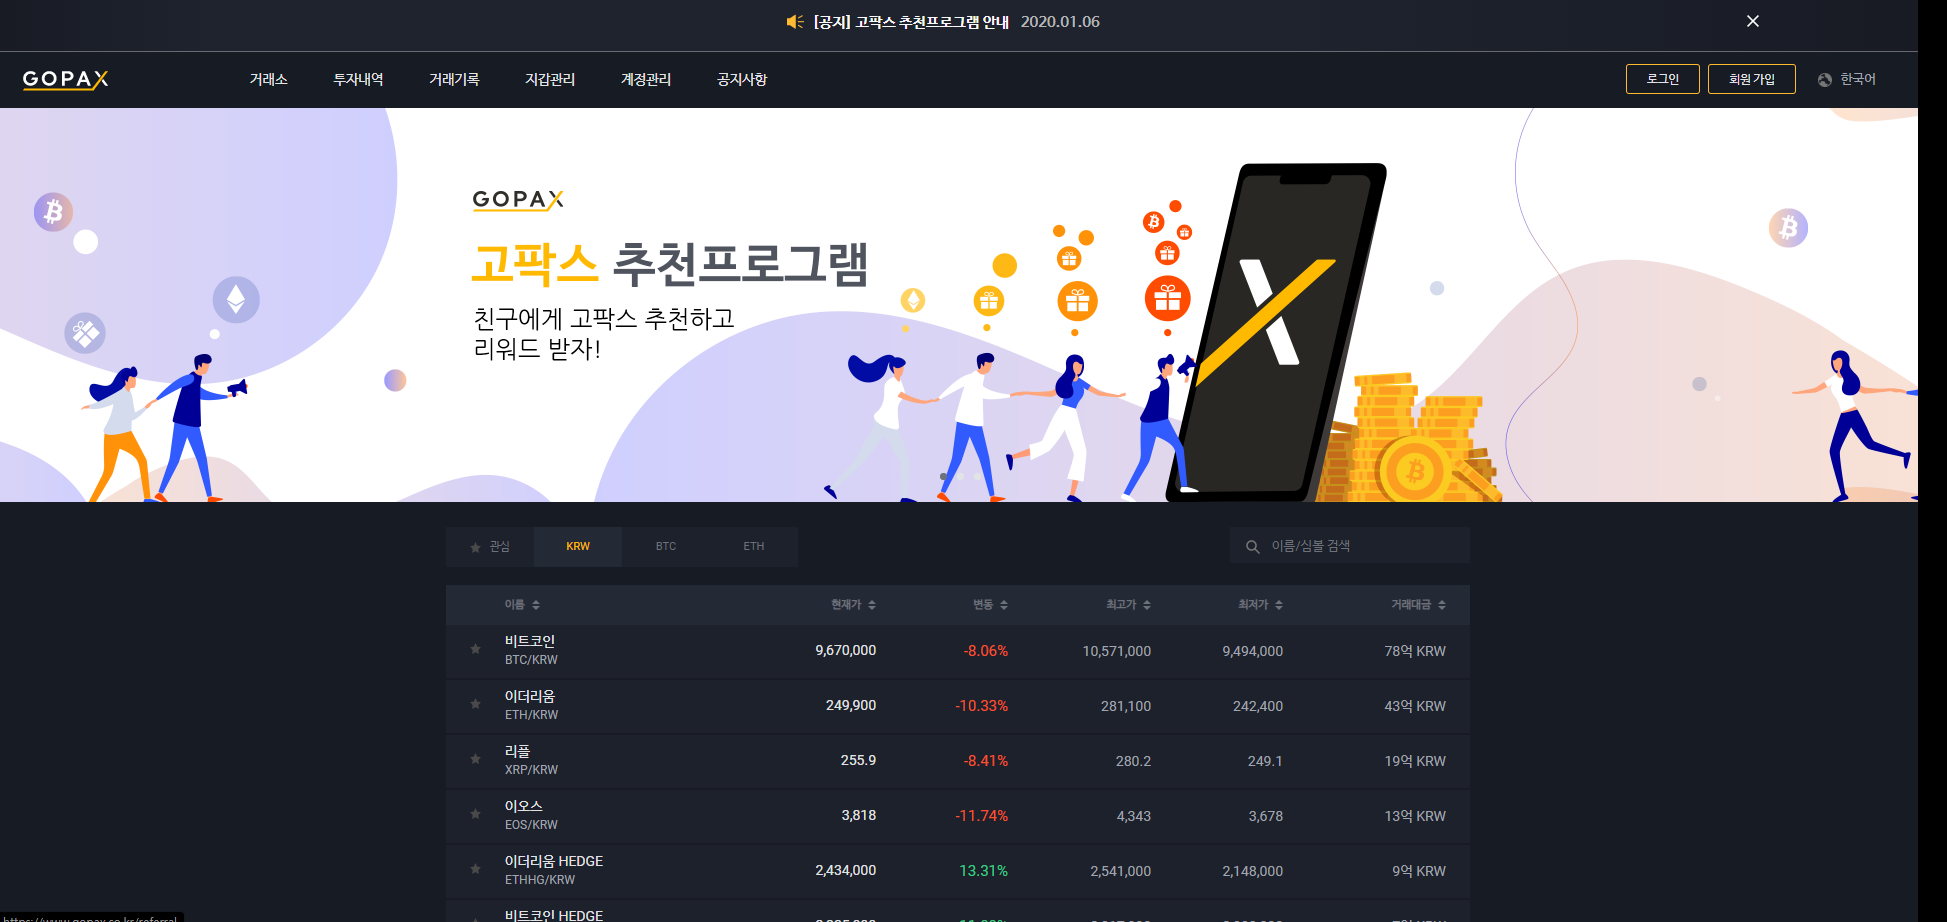 [공지] 고팍스 추천프로그램 안내 2020.01.06
GOPAX 거래소 투자내역 거래기록 지갑관리 계정관리 공지사항 로그인 회원 가입 한국어
GOPAX
고팍스 추천프로그램
친구에게 고팍스 추천하고
리워드 받자!
관심 KRW BTC ETH 이름/심볼 검색
이름 현재가 변동 최고가 최저가 거래대금
비트코인
BTC/KRW 9,670,000 -8.06% 10,571,000 9,494,000 78억 KRW
이더리움
ETH/KRW 249,900 -10.33% 281,100 242,400 43억 KRW
리플
XRP/KRW 255.9 -8.41% 280.2 249.1 19억 KRW
이오스
EOS/KRW 3,818 -11.74% 4,343 3,678 13억 KRW
이더리움 HEDGE
ETHHG/KRW 2,434,000 13.31% 2,541,000 2,148,000 9억 KRW
비트코인 HEDGE
https://www.gopax.co.kr/referral